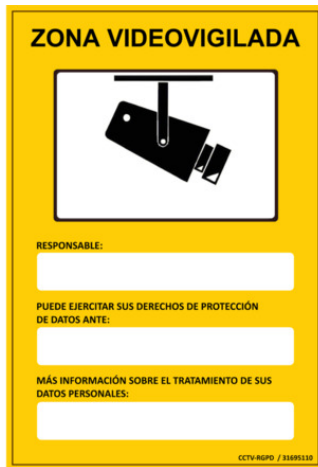 ZONA VIDEOVIGILADA
RESPONSABLE:
PUEDE EJERCITAR SUS DERECHOS DE PROTECCIÓN
DE DATOS ANTE:
MÁS INFORMACIÓN SOBRE EL TRATAMIENTO DE SUS
DATOS PERSONALES:
CCTV-RGPD / 31695110